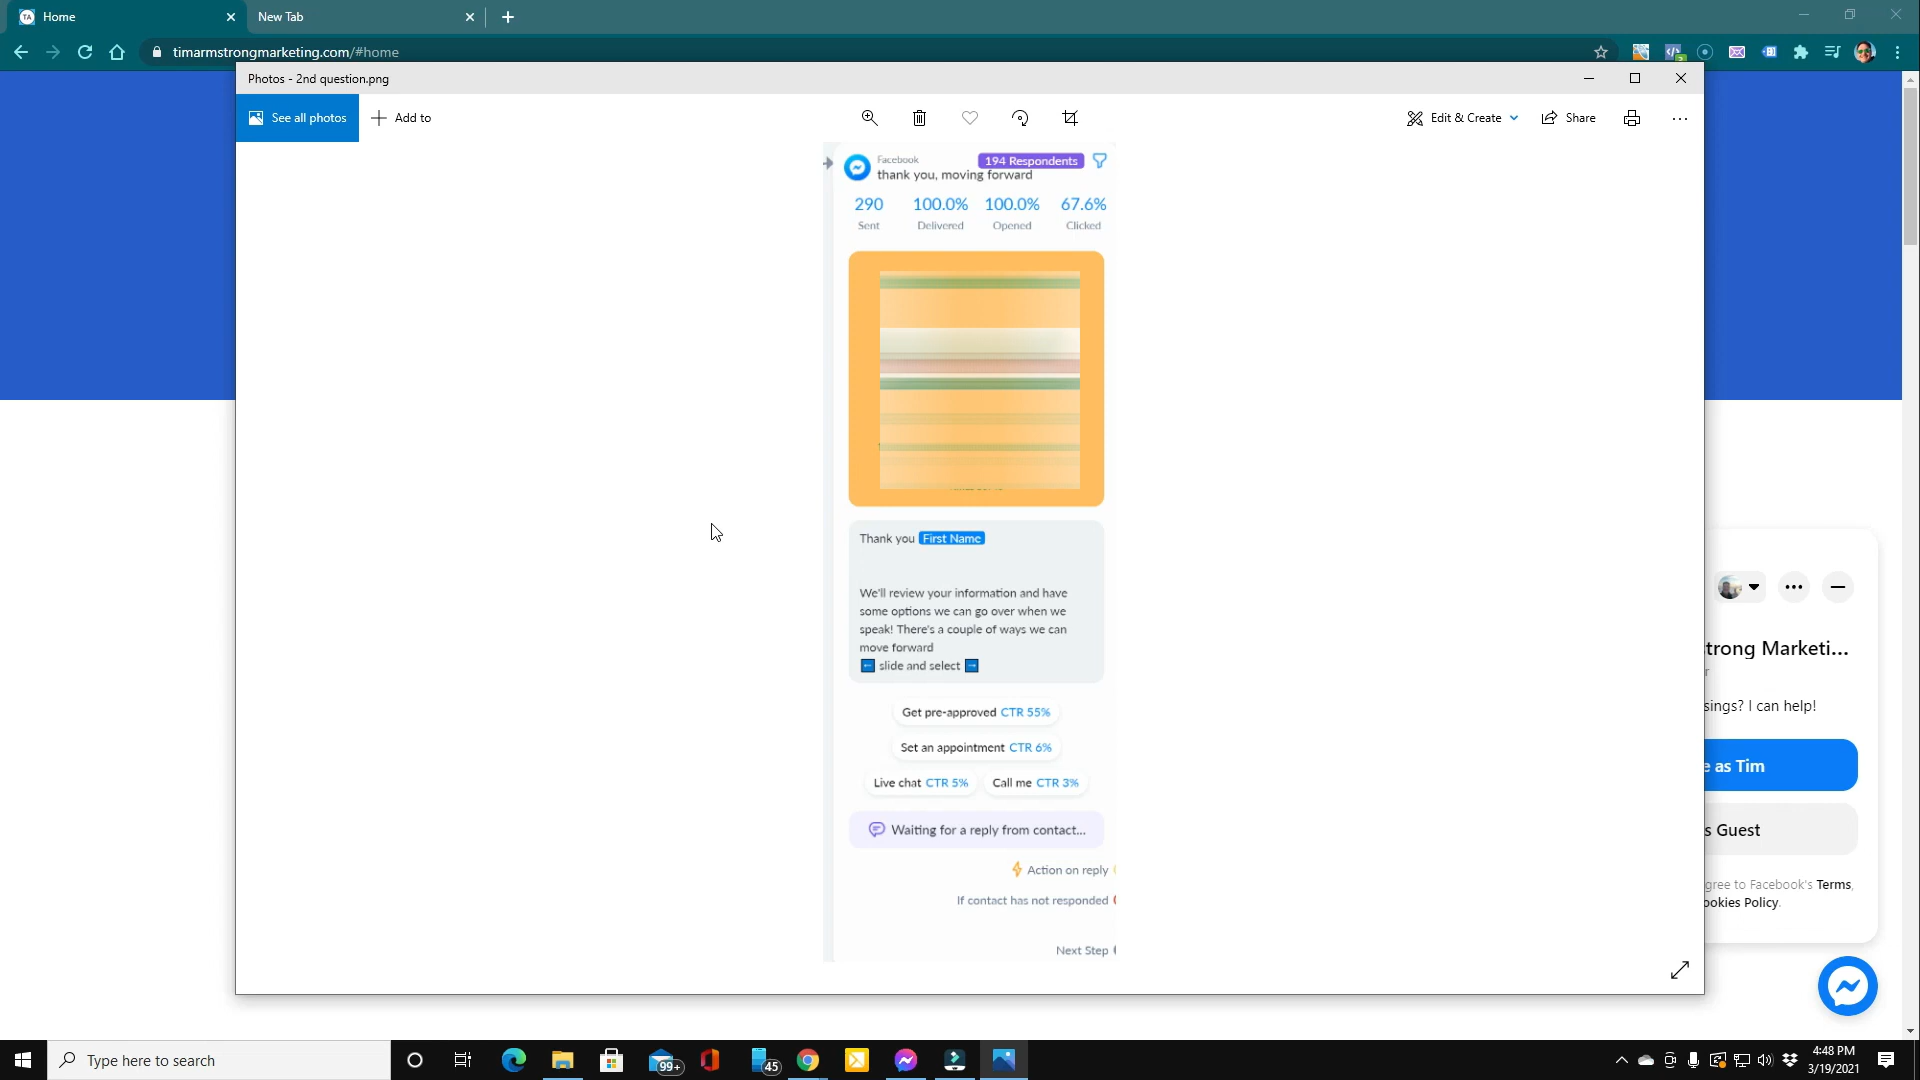 Home
New Tab
timarmstrongmarketing.com/#home
Photos - 2nd question.png
See all photos
Add to
Edit & Create
Share
Facebook
194 Respondents
thank you, moving forward
290
100.0%
100.0%
67.6%
Sent
Delivered
Opened
Clicked
Thank you First Name
We'll review your information and have
some options we can go over when we
speak! There's a couple of ways we can
move forward
slide and select
Get pre-approved CTR 55%
Set an appointment CTR 6%
Live chat CTR 5%
Call me CTR 3%
Waiting for a reply from contact...
Action on reply
If contact has not responded
Next Step
trong Marketi...
r
sings? I can help!
e as Tim
s Guest
gree to Facebook's Terms,
ookies Policy.
Type here to search
99+
45
4:48 PM
3/19/2021